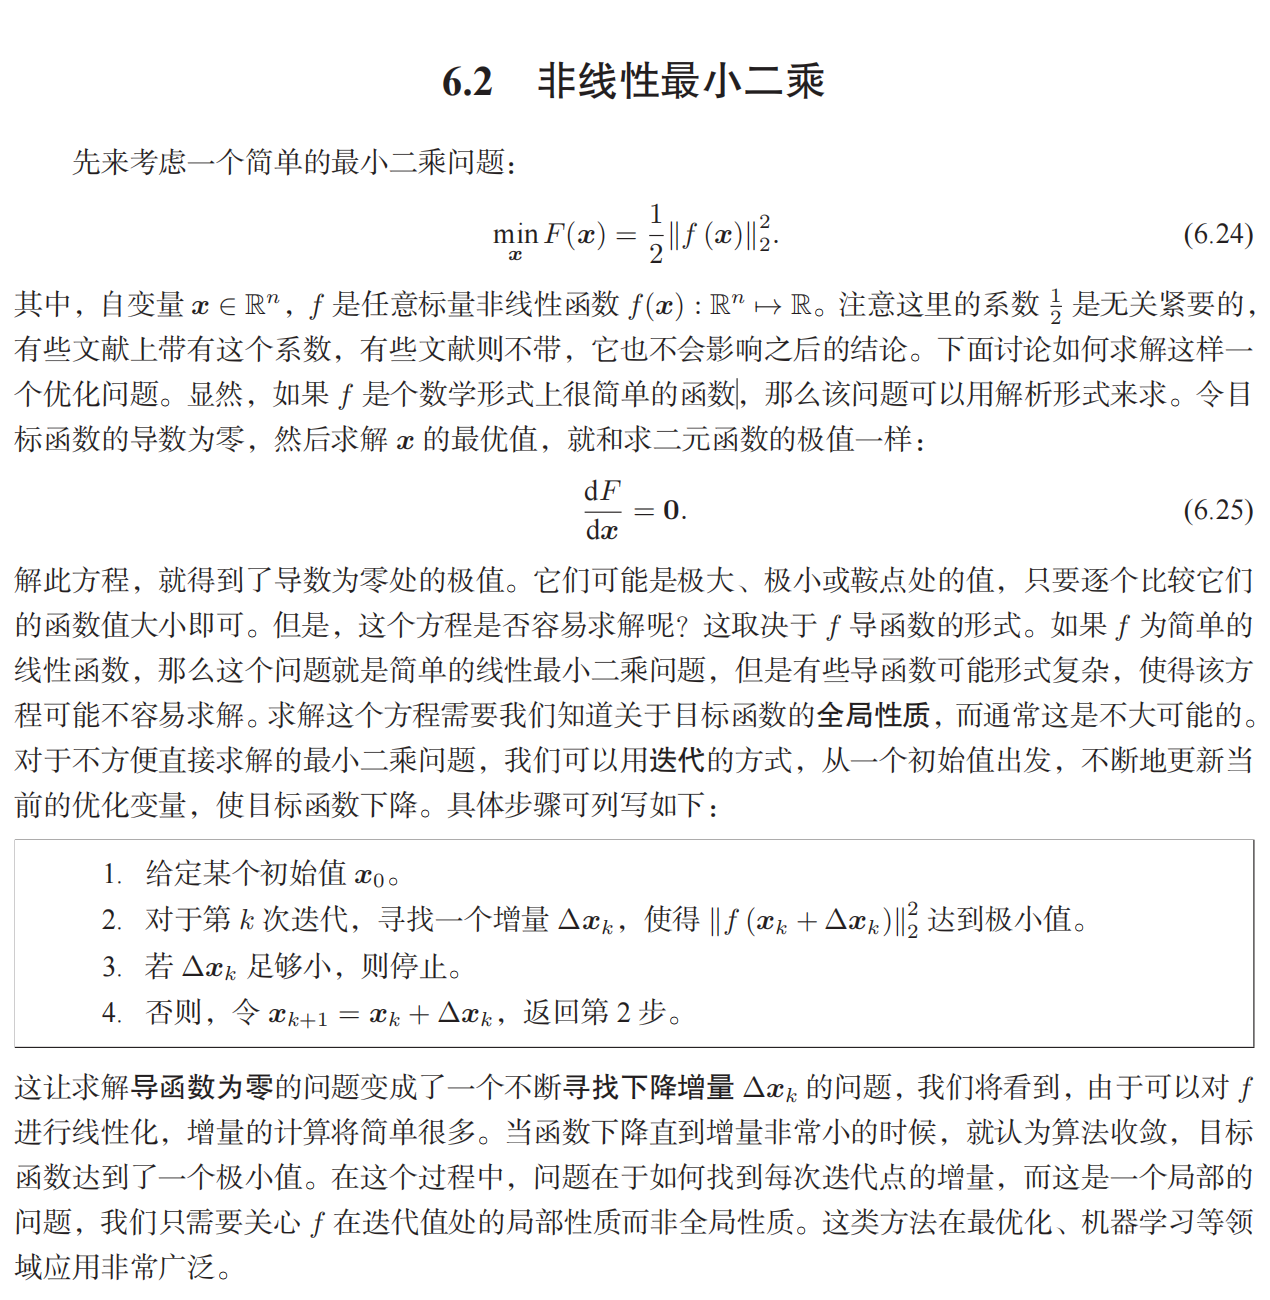 6.2 非线性最小二乘
先来考虑一个简单的最小二乘问题：
$\min_{\boldsymbol{x}} F(\boldsymbol{x}) = \frac{1}{2} \| f(\boldsymbol{x}) \|_2^2.$ (6.24)
其中，自变量 $\boldsymbol{x} \in \mathbb{R}^n$，$f$ 是任意标量非线性函数 $f(\boldsymbol{x}) : \mathbb{R}^n \mapsto \mathbb{R}$。注意这里的系数 $\frac{1}{2}$ 是无关紧要的，
有些文献上带有这个系数，有些文献则不带，它也不会影响之后的结论。下面讨论如何求解这样一
个优化问题。显然，如果 $f$ 是个数学形式上很简单的函数，那么该问题可以用解析形式来求。令目
标函数的导数为零，然后求解 $\boldsymbol{x}$ 的最优值，就和求二元函数的极值一样：
$\frac{\mathrm{d}F}{\mathrm{d}\boldsymbol{x}} = \boldsymbol{0}.$ (6.25)
解此方程，就得到了导数为零处的极值。它们可能是极大、极小或鞍点处的值，只要逐个比较它们
的函数值大小即可。但是，这个方程是否容易求解呢？这取决于 $f$ 导函数的形式。如果 $f$ 为简单的
线性函数，那么这个问题就是简单的线性最小二乘问题，但是有些导函数可能形式复杂，使得该方
程可能不容易求解。求解这个方程需要我们知道关于目标函数的全局性质，而通常这是不大可能的。
对于不方便直接求解的最小二乘问题，我们可以用迭代的方式，从一个初始值出发，不断地更新当
前的优化变量，使目标函数下降。具体步骤可列写如下：
1. 给定某个初始值 $\boldsymbol{x}_0$。
2. 对于第 $k$ 次迭代，寻找一个增量 $\Delta\boldsymbol{x}_k$，使得 $\| f(\boldsymbol{x}_k + \Delta\boldsymbol{x}_k) \|_2^2$ 达到极小值。
3. 若 $\Delta\boldsymbol{x}_k$ 足够小，则停止。
4. 否则，令 $\boldsymbol{x}_{k+1} = \boldsymbol{x}_k + \Delta\boldsymbol{x}_k$，返回第 2 步。
这让求解导函数为零的问题变成了一个不断寻找下降增量 $\Delta\boldsymbol{x}_k$ 的问题，我们将看到，由于可以对 $f$
进行线性化，增量的计算将简单很多。当函数下降直到增量非常小的时候，就认为算法收敛，目标
函数达到了一个极小值。在这个过程中，问题在于如何找到每次迭代点的增量，而这是一个局部的
问题，我们只需要关心 $f$ 在迭代值处的局部性质而非全局性质。这类方法在最优化、机器学习等领
域应用非常广泛。